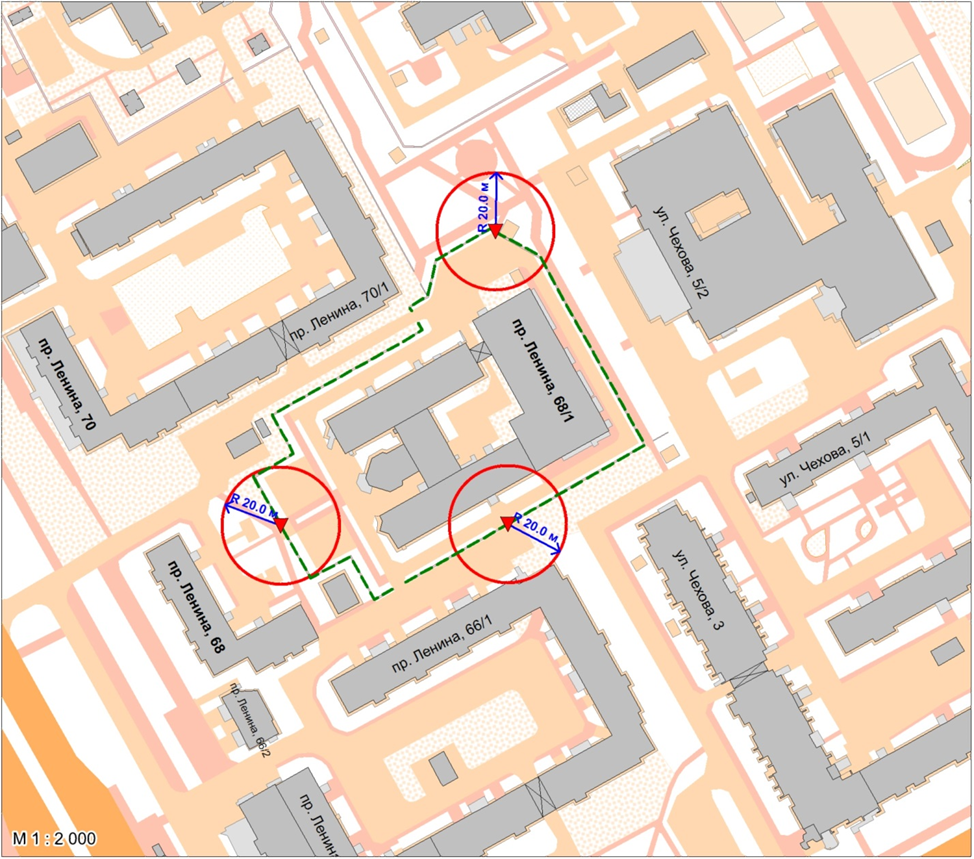 R 20.0 м
ул. Чехова, 5/2
пр. Ленина, 70/1
пр. Ленина, 70
пр. Ленина, 68/1
ул. Чехова, 5/1
R 20.0 м
R 20.0 м
пр. Ленина, 68
ул. Чехова, 3
пр. Ленина, 66/1
пр. Ленина, 66/2
пр. Ленин
М 1 : 2 000